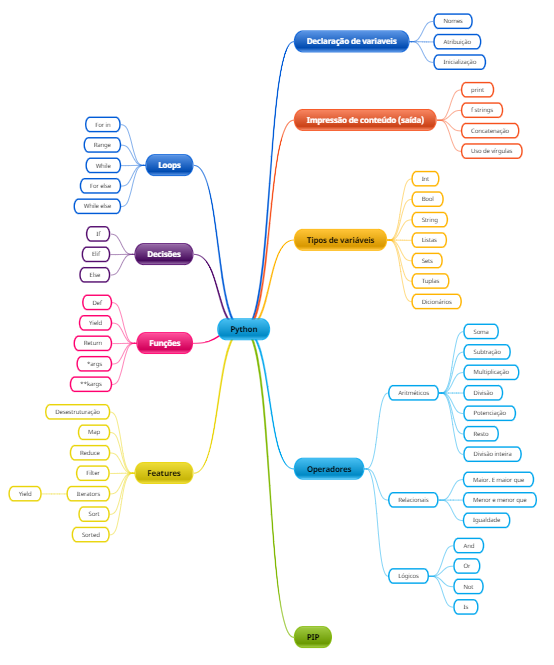 Python
Declaração de variaveis
Nomes
Atribuição
Inicialização
Impressão de conteúdo (saída)
print
f strings
Concatenação
Uso de sírgulas
Tipos de variáveis
Int
Bool
String
Listas
Sets
Tuplas
Dicionários
Operadores
Aritméticos
Soma
Subtração
Multiplicação
Divisão
Potenciação
Resto
Divisão inteira
Relacionais
Maior. E maior que
Menor e menor que
Igualdade
Lógicos
And
Or
Not
Is
PIP
Loops
For in
Range
While
For else
While else
Decisões
If
Elif
Else
Funções
Def
Yield
Return
*args
**kargs
Features
Desestruturação
Map
Reduce
Filter
Iterators
Yield
Sort
Sorted